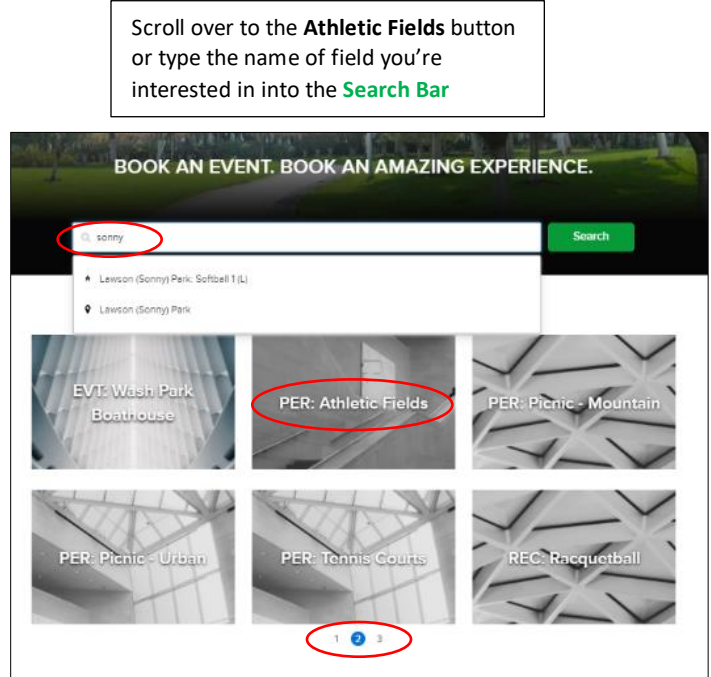 Scroll over to the Athletic Fields button
or type the name of field you’re
interested in into the Search Bar
BOOK AN EVENT. BOOK AN AMAZING EXPERIENCE.
sonny
Search
Lawson (Sonny) Park: Softball 1 (L)
Lawson (Sonny) Park
EVT: Wash Park
Boathouse
PER: Athletic Fields
PER: Picnic - Mountain
PER: Picnic - Urban
PER: Tennis Courts
REC: Racquetball
1 2 3